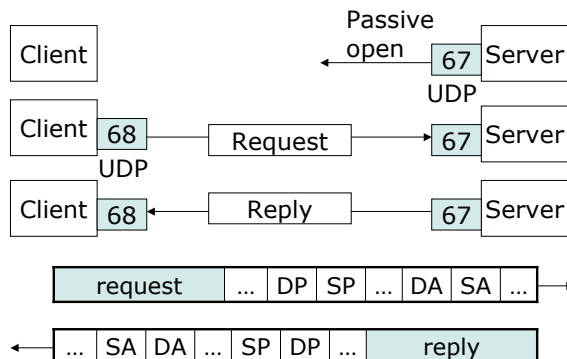 Passive
open
Client
67
Server
UDP
Client
68
Request
67
Server
UDP
Client
68
Reply
67
Server
request ... DP SP ... DA SA ...
... SA DA ... SP DP ... reply